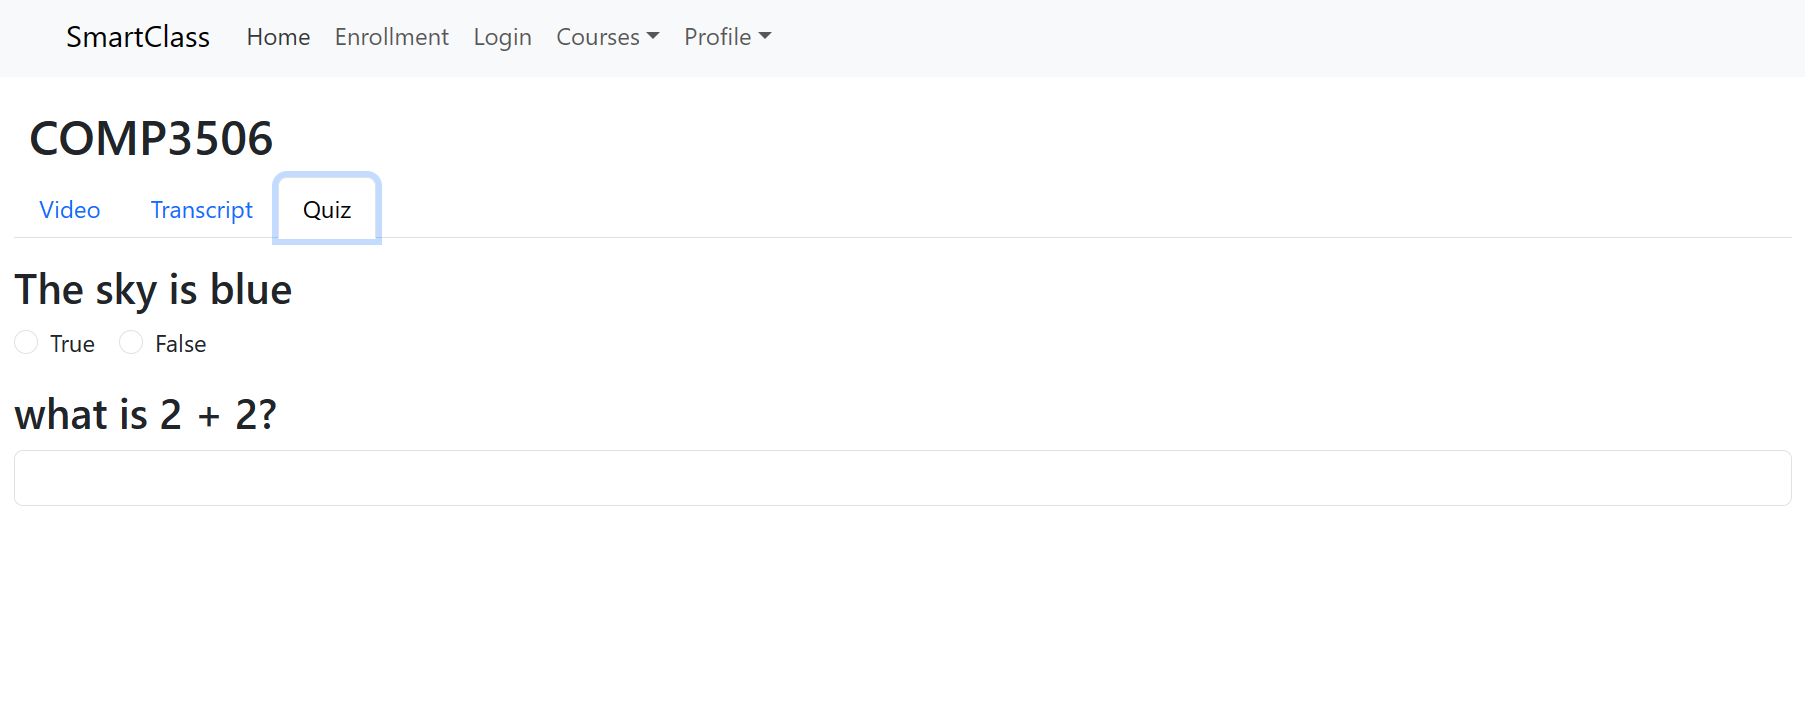 SmartClass Home Enrollment Login Courses Profile
COMP3506
Video Transcript Quiz
The sky is blue
True False
what is 2 + 2?